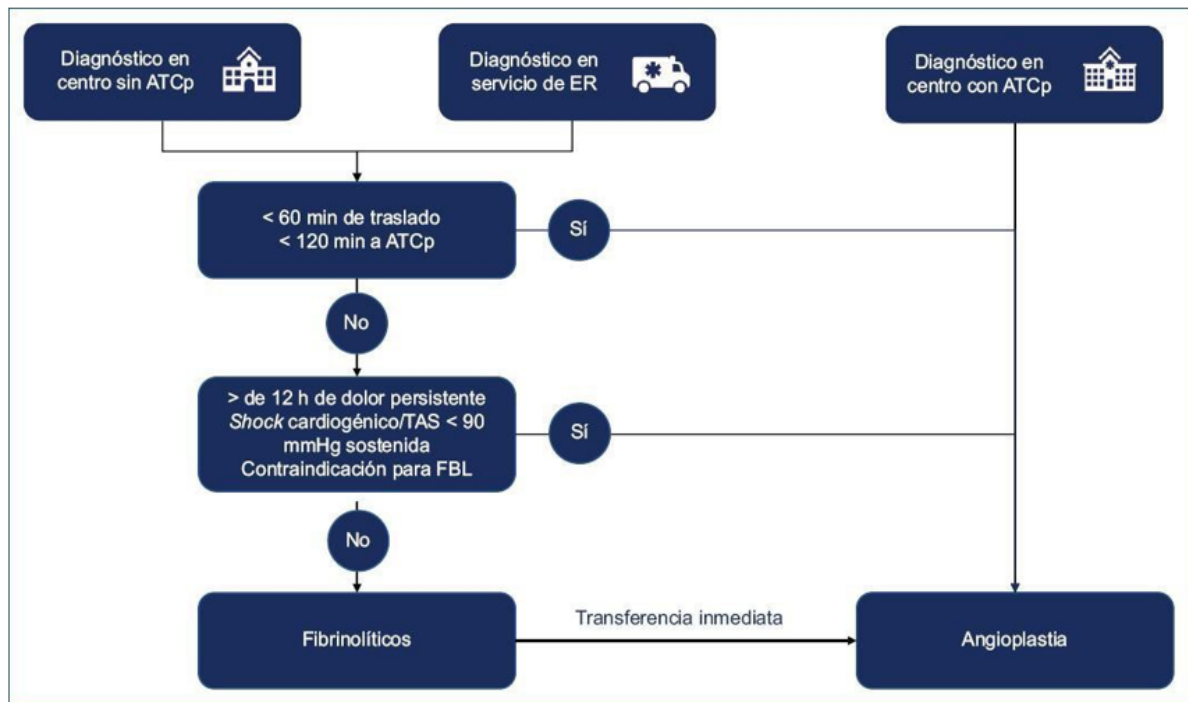 Diagnóstico en
centro sin ATCp
Diagnóstico en
servicio de ER
Diagnóstico en
centro con ATCp
< 60 min de traslado
< 120 min a ATCp
Sí
No
> de 12 h de dolor persistente
Shock cardiogénico/TAS < 90
mmHg sostenida
Contraindicación para FBL
Sí
No
Fibrinolíticos
Transferencia inmediata
Angioplastia